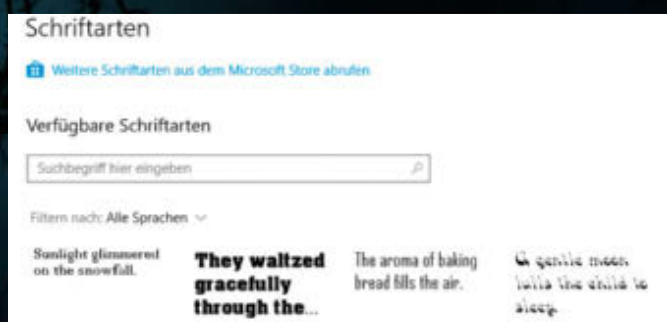 Schriftarten
Weitere Schriftarten aus dem Microsoft Store abrufen
Verfügbare Schriftarten
Suchbegriff hier eingeben
Filtern nach: Alle Sprachen
Sunlight glimmered
on the snowfall.
They waltzed
gracefully
through the...
The aroma of baking
bread fills the air.
A gentle moon
lulls the child to
sleep.